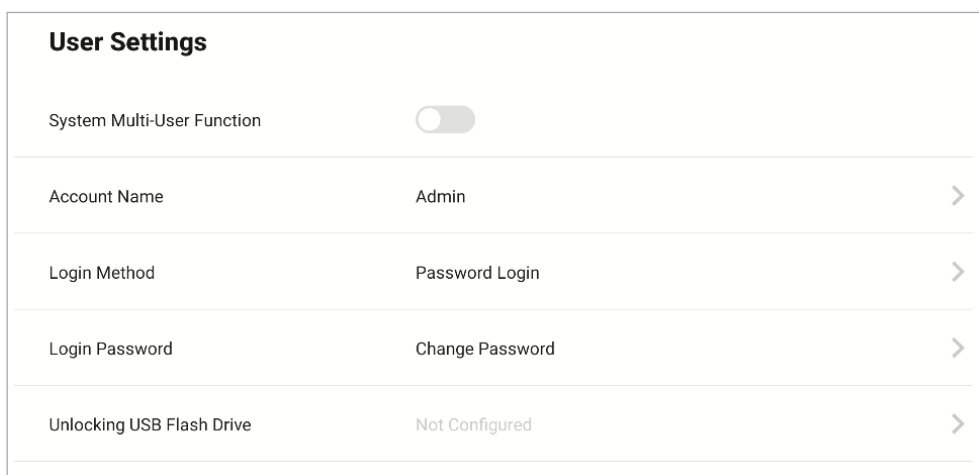 User Settings
System Multi-User Function
Account Name Admin
Login Method Password Login
Login Password Change Password
Unlocking USB Flash Drive Not Configured